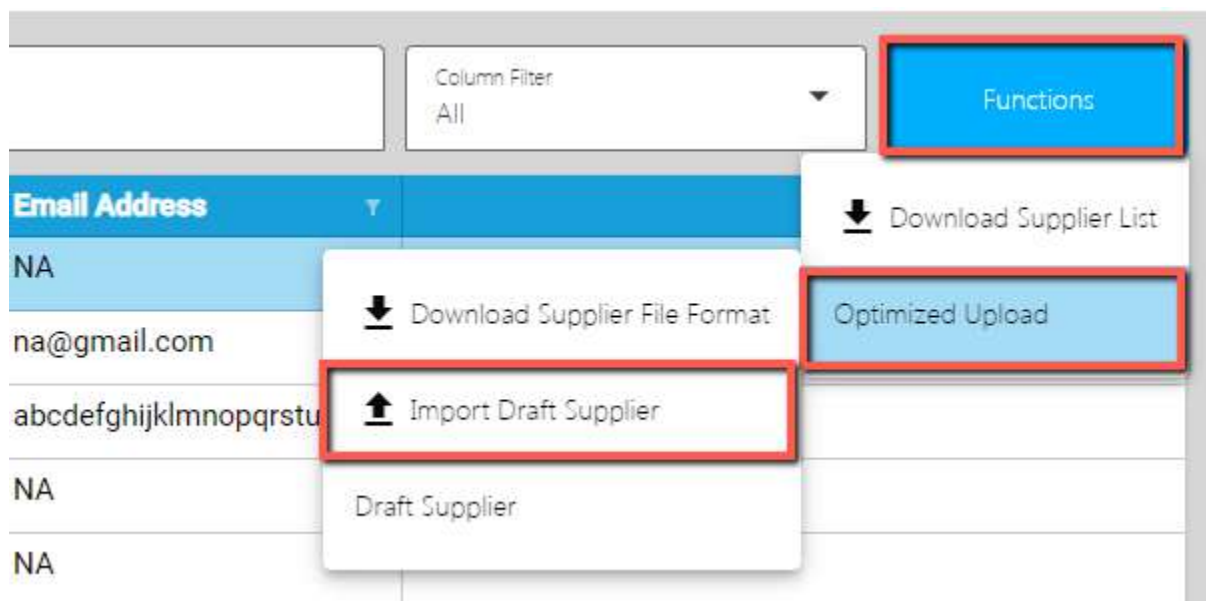 Column Filter
All
Functions
Email Address
Download Supplier List
NA
Download Supplier File Format
Optimized Upload
na@gmail.com
Import Draft Supplier
abcdefghijklmnopqrstu
NA
Draft Supplier
NA